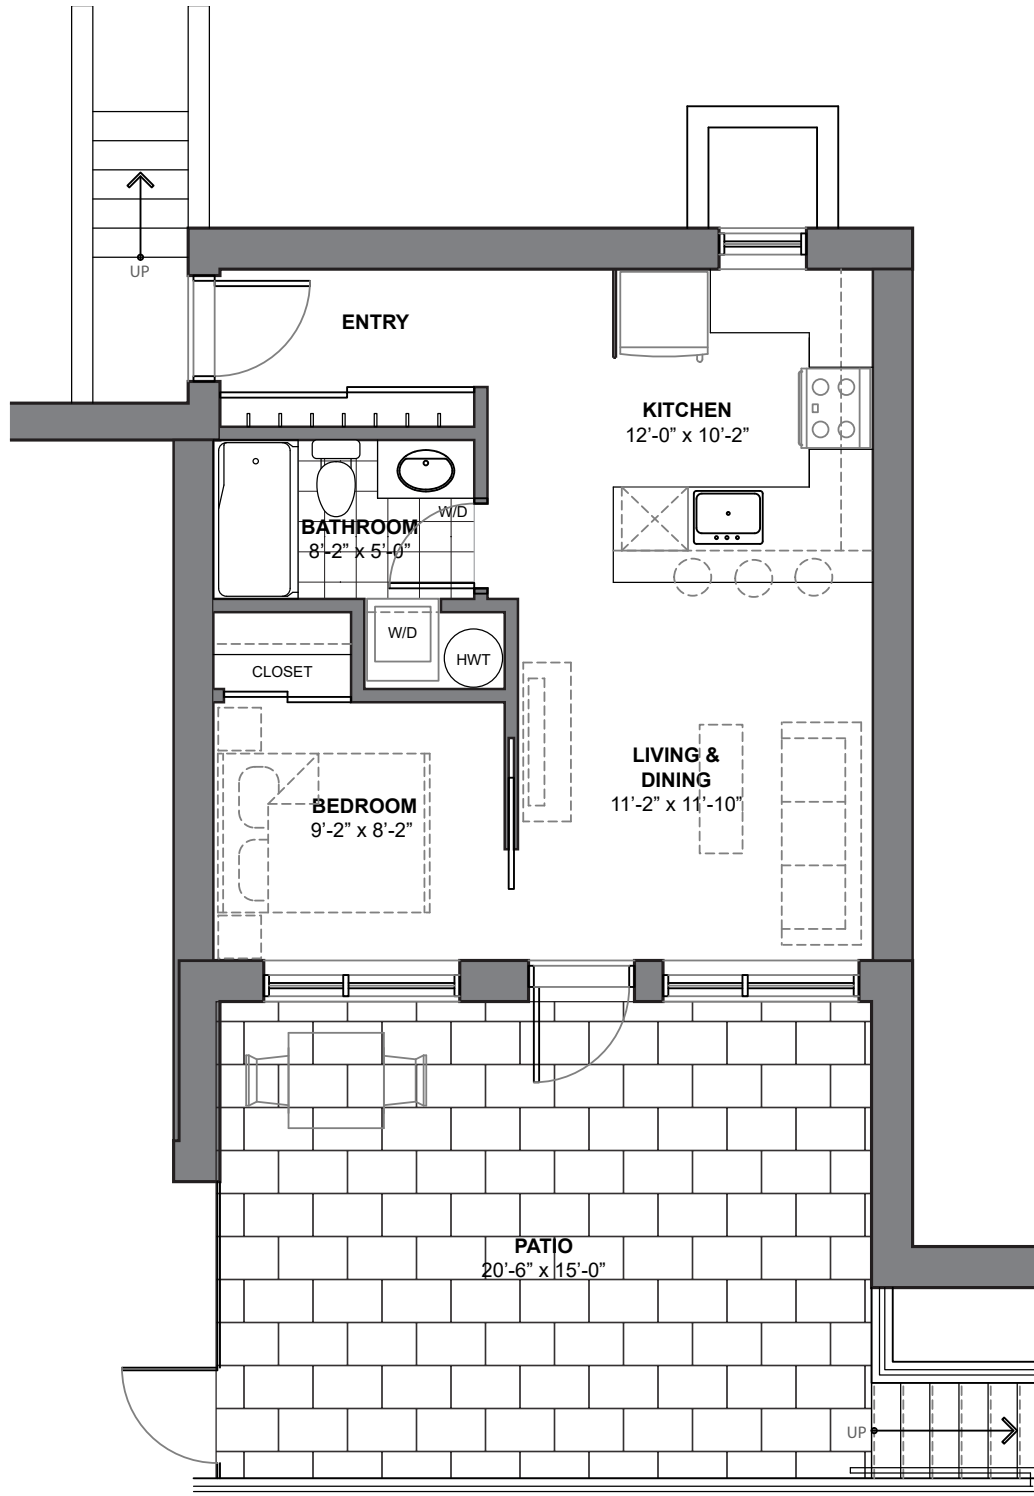 UP
ENTRY
KITCHEN
12’-0” x 10’-2”
W/D
BATHROOM
8’-2” x 5’-0”
W/D
HWT
CLOSET
LIVING &
DINING
11’-2” x 11’-10”
BEDROOM
9’-2” x 8’-2”
PATIO
20’-6” x 15’-0”
UP